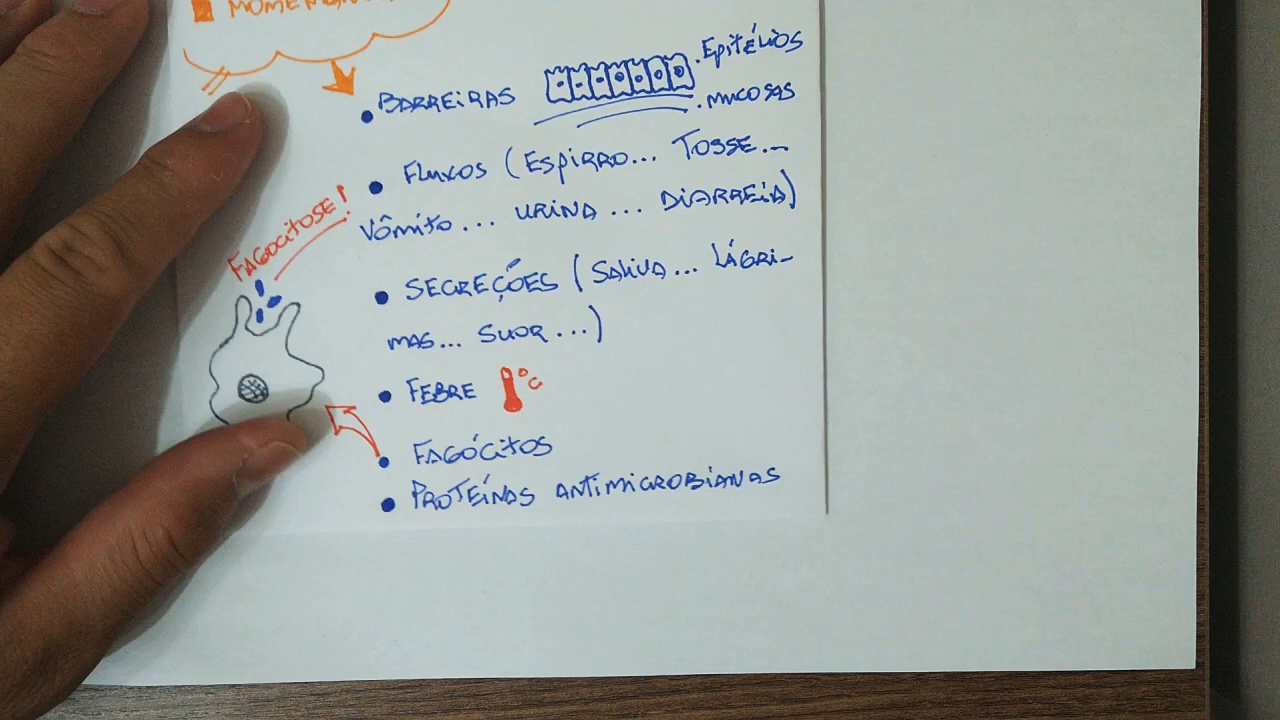 • BARREIRAS
. EPITÉLIOS
. MUCOSAS
• FLUXOS (ESPIRRO... TOSSE...
VÔMITO... URINA... DIARREIA)
FAGOCITOSE!
• SECREÇÕES (SALIVA... LÁGRI-
MAS... SUOR...)
• FEBRE °C
• FAGÓCITOS
• PROTEÍNAS ANTIMICROBIANAS